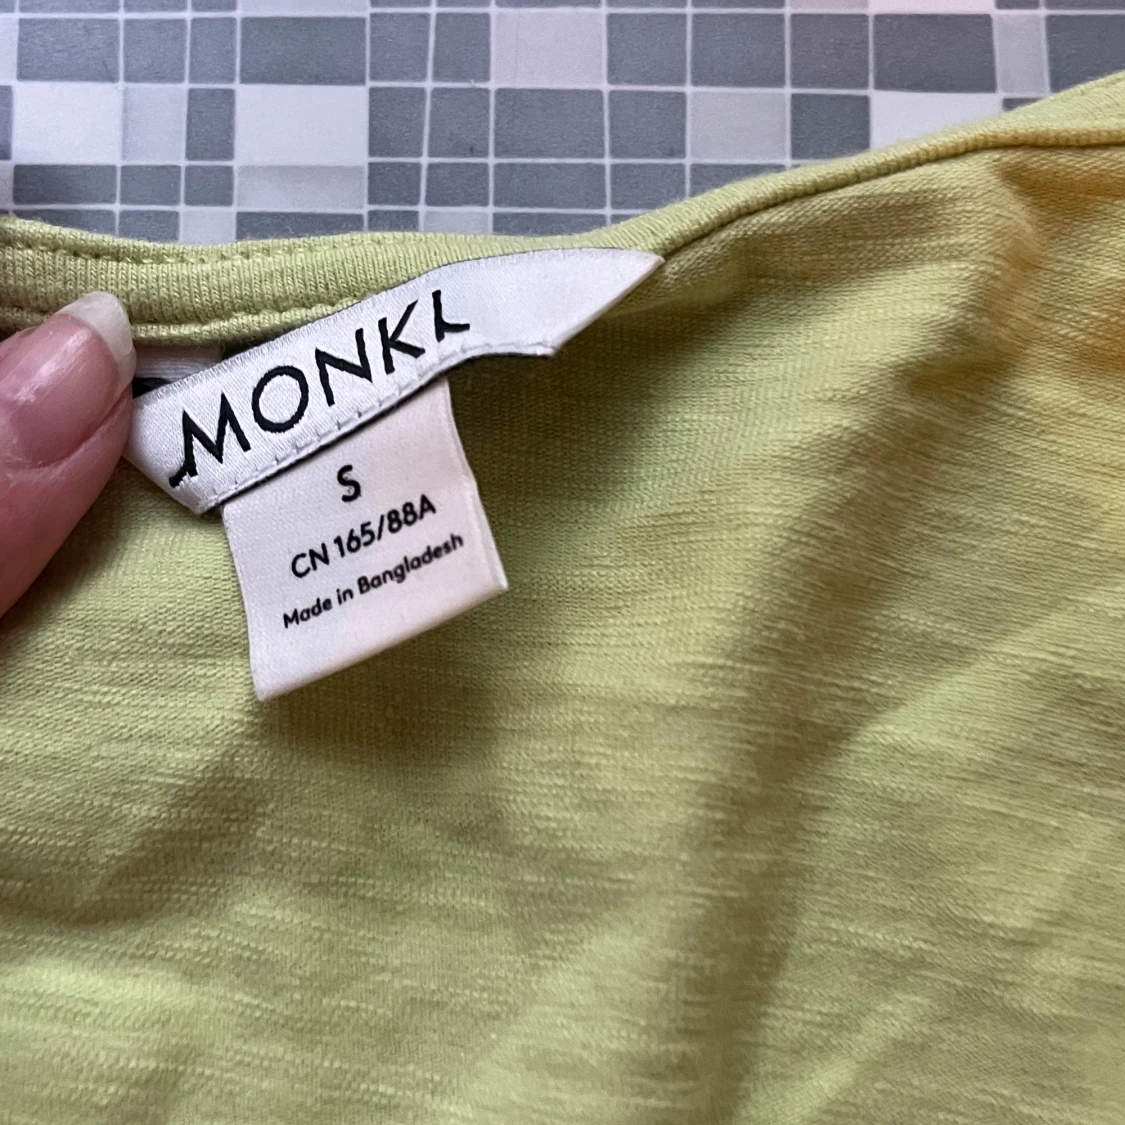 MONKI
S
CN 165/88A
Made in Bangladesh